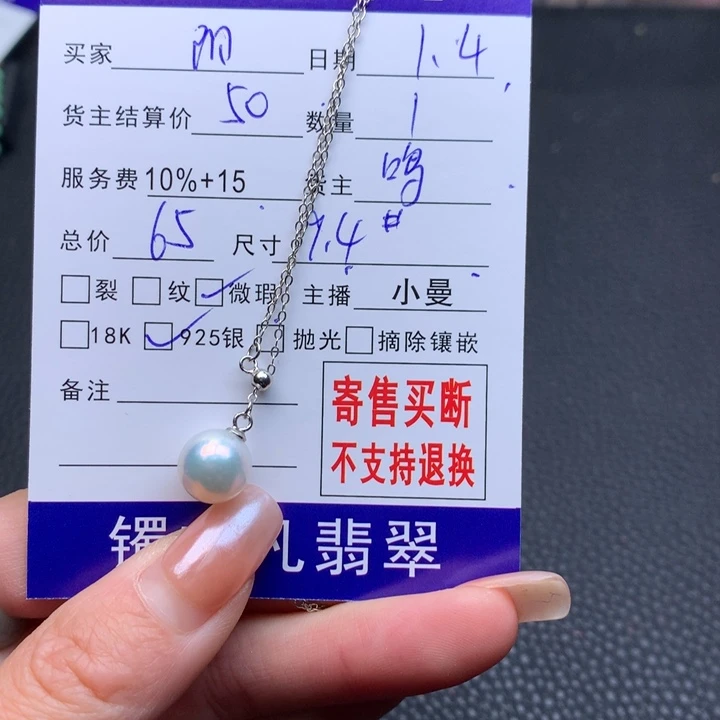 买家 阴 日期 1.4
货主结算价 50 数量 1
服务费 10%+15 货主 鸣
总价 65 尺寸 7.4#
裂 纹 微瑕 主播 小曼
18K 925银 抛光 摘除镶嵌
备注
寄售买断
不支持退换
翡翠